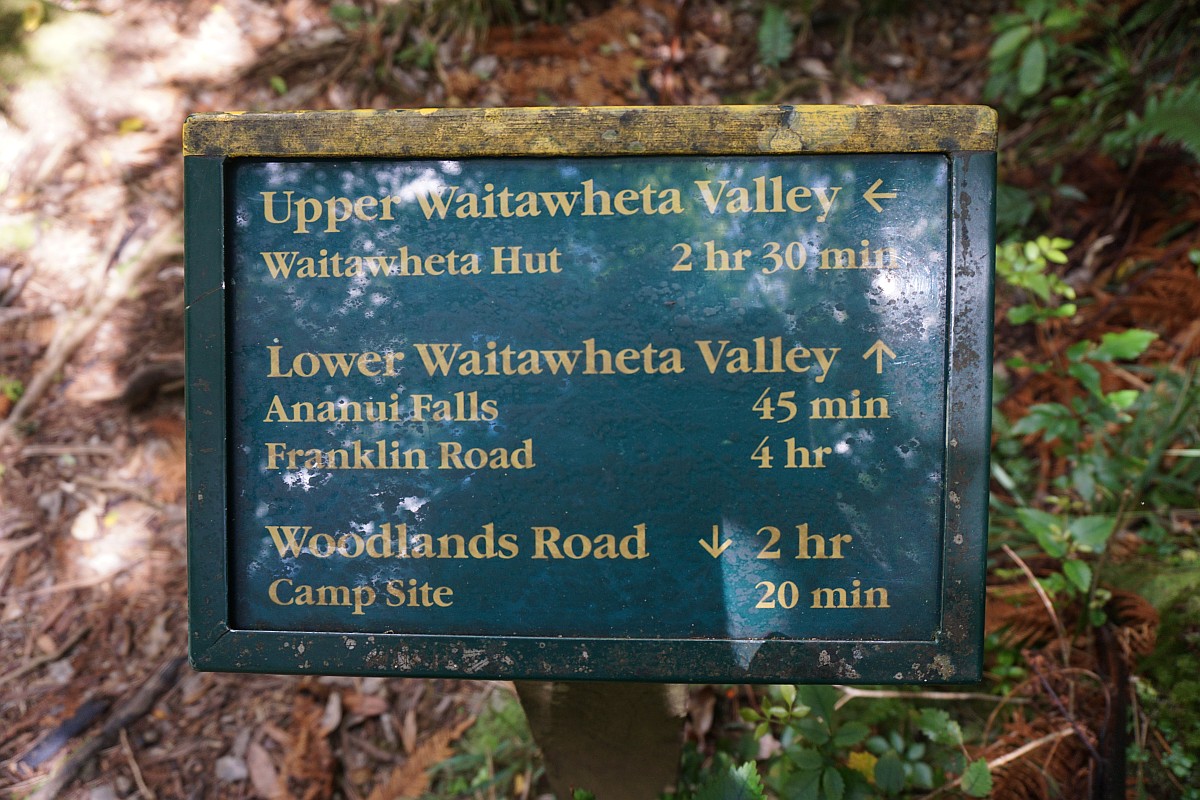 Upper Waitawheta Valley ←
Waitawheta Hut 2 hr 30 min
Lower Waitawheta Valley ↑
Ananui Falls 45 min
Franklin Road 4 hr
Woodlands Road ↓ 2 hr
Camp Site 20 min